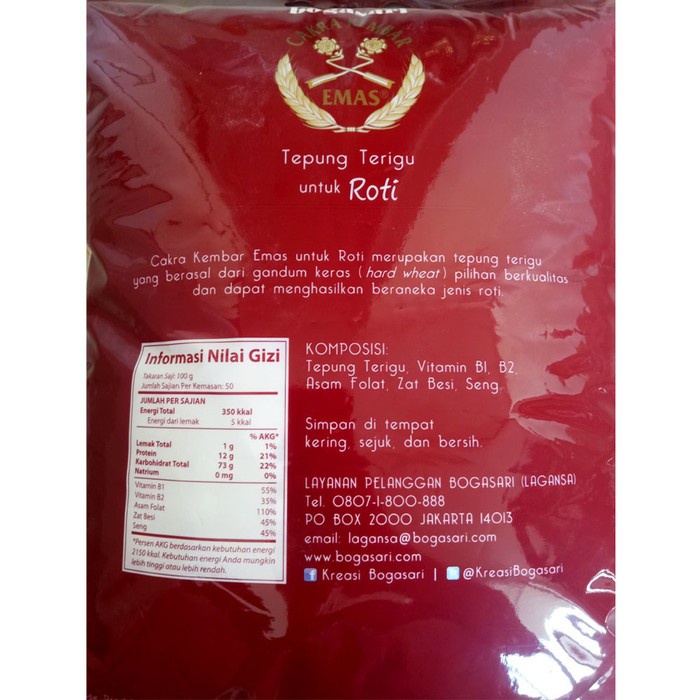 Bogasari
CAKRA KEMBAR
EMAS®
Tepung Terigu
untuk Roti
Cakra Kembar Emas untuk Roti merupakan tepung terigu
yang berasal dari gandum keras (hard wheat) pilihan berkualitas
dan dapat menghasilkan beraneka jenis roti.
Informasi Nilai Gizi
Takaran Saji: 100 g
Jumlah Sajian Per Kemasan: 50
JUMLAH PER SAJIAN
Energi Total 350 kkal
Energi dari lemak 5 kkal
% AKG*
Lemak Total 1 g 1%
Protein 12 g 21%
Karbohidrat Total 73 g 22%
Natrium 0 mg 0%
Vitamin B1 55%
Vitamin B2 35%
Asam Folat 110%
Zat Besi 45%
Seng 45%
*Persen AKG berdasarkan kebutuhan energi
2150 kkal. Kebutuhan energi Anda mungkin
lebih tinggi atau lebih rendah.
KOMPOSISI:
Tepung Terigu, Vitamin B1, B2,
Asam Folat, Zat Besi, Seng.
Simpan di tempat
kering, sejuk, dan bersih.
LAYANAN PELANGGAN BOGASARI (LAGANSA)
Tel. 0807-1-800-888
PO BOX 2000 JAKARTA 14013
email: lagansa@bogasari.com
www.bogasari.com
f Kreasi Bogasari | @KreasiBogasari